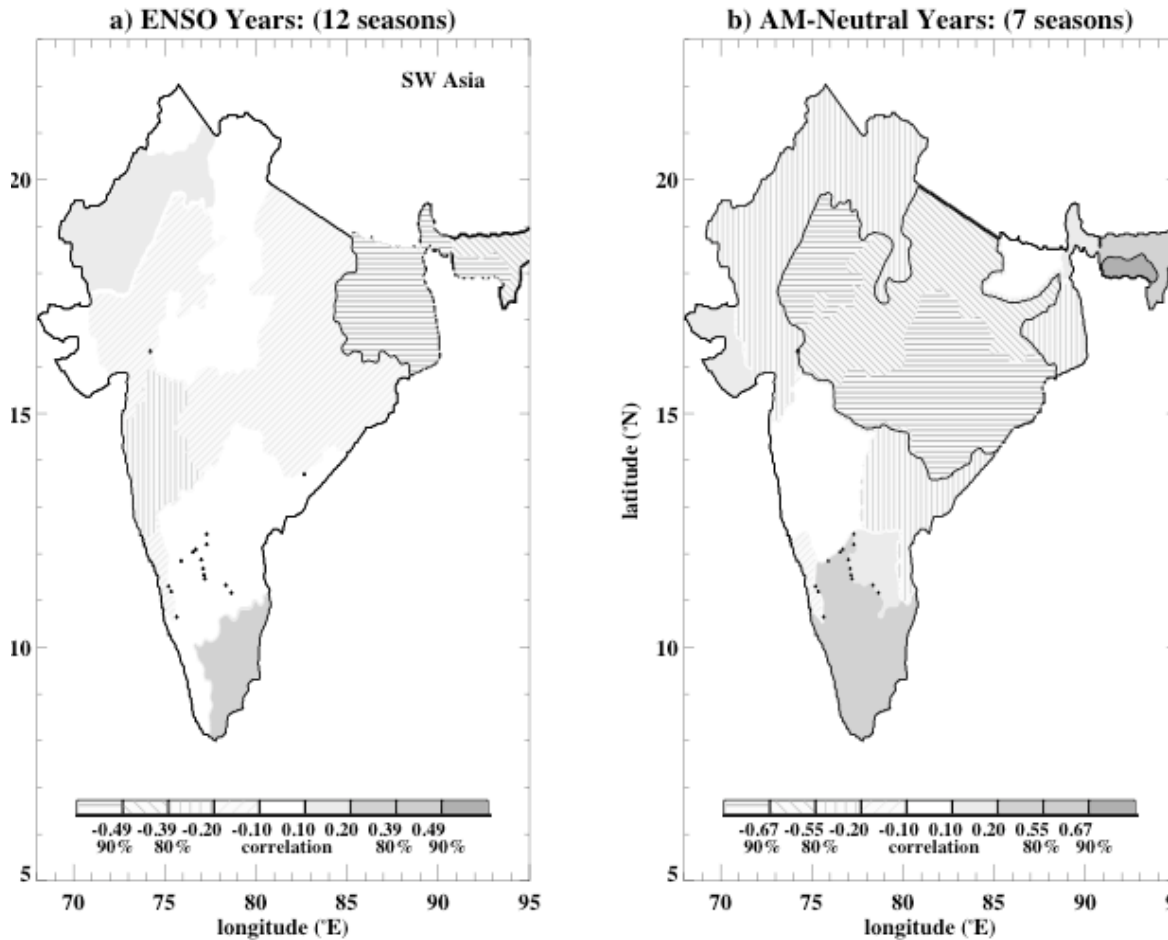 a) ENSO Years: (12 seasons)
b) AM-Neutral Years: (7 seasons)
SW Asia
20
15
10
5
-0.49 -0.39 -0.20 -0.10 0.10 0.20 0.39 0.49
90% 80% correlation 80% 90%
70 75 80 85 90 95
longitude (°E)
latitude (°N)
20
15
10
5
-0.67 -0.55 -0.20 -0.10 0.10 0.20 0.55 0.67
90% 80% correlation 80% 90%
70 75 80 85 90
longitude (°E)